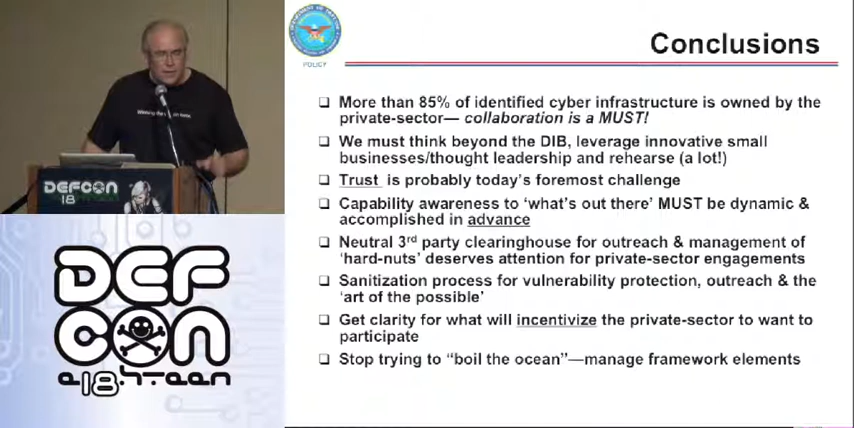 POLICY
Conclusions
❑ More than 85% of identified cyber infrastructure is owned by the
private-sector— collaboration is a MUST!
❑ We must think beyond the DIB, leverage innovative small
businesses/thought leadership and rehearse (a lot!)
❑ Trust is probably today's foremost challenge
❑ Capability awareness to 'what's out there' MUST be dynamic &
accomplished in advance
❑ Neutral 3rd party clearinghouse for outreach & management of
'hard-nuts' deserves attention for private-sector engagements
❑ Sanitization process for vulnerability protection, outreach & the
'art of the possible'
❑ Get clarity for what will incentivize the private-sector to want to
participate
❑ Stop trying to "boil the ocean"—manage framework elements
DEFCON
18
DEF
CON
e18hteen